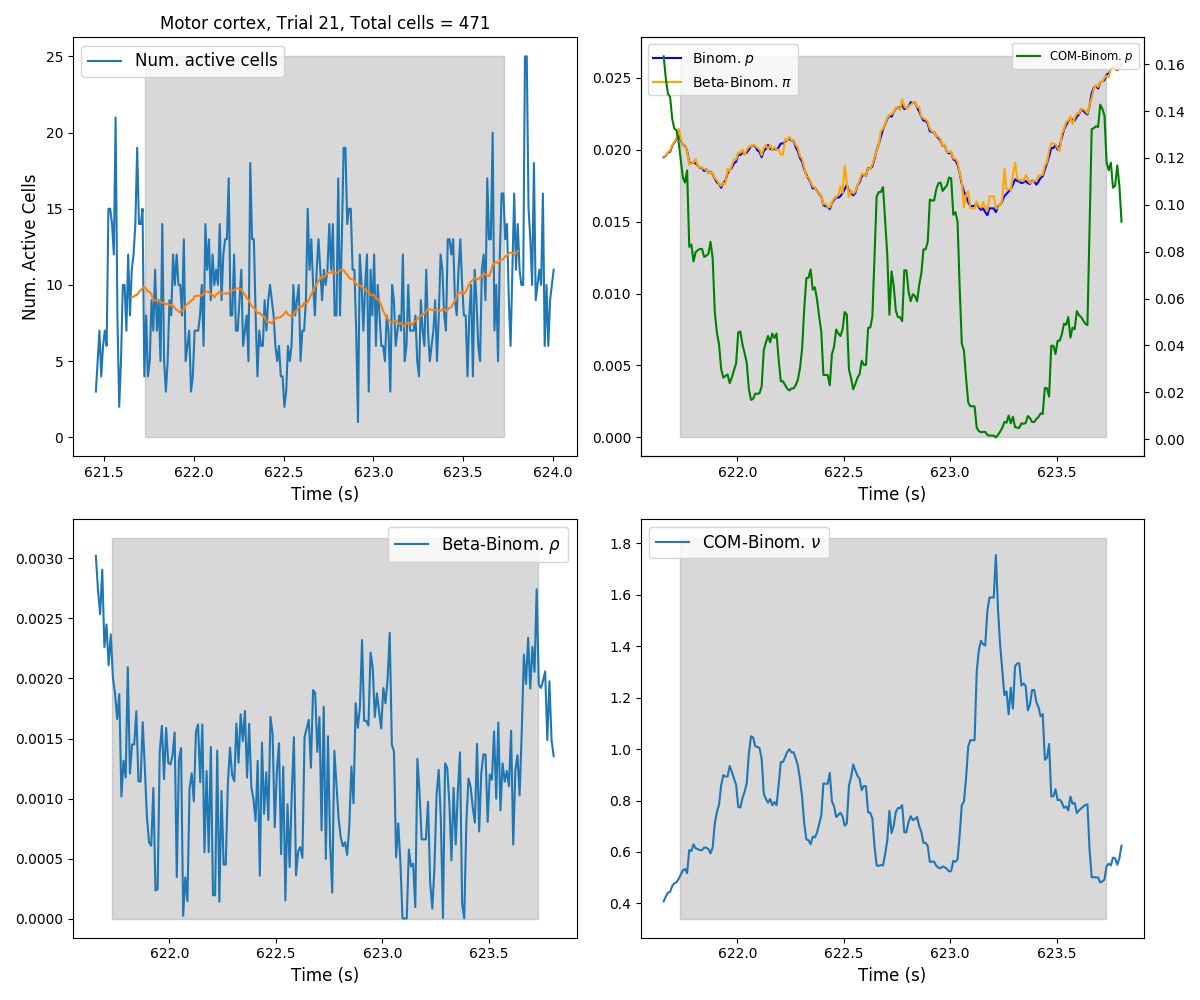 Motor cortex, Trial 21, Total cells = 471
Num. active cells
Num. Active Cells
25
20
15
10
5
0
621.5 622.0 622.5 623.0 623.5 624.0
Time (s)
Binom. p
Beta-Binom. π
COM-Binom. p
0.025
0.020
0.015
0.010
0.005
0.000
0.16
0.14
0.12
0.10
0.08
0.06
0.04
0.02
0.00
622.0 622.5 623.0 623.5
Time (s)
Beta-Binom. ρ
0.0030
0.0025
0.0020
0.0015
0.0010
0.0005
0.0000
622.0 622.5 623.0 623.5
Time (s)
COM-Binom. ν
1.8
1.6
1.4
1.2
1.0
0.8
0.6
0.4
622.0 622.5 623.0 623.5
Time (s)